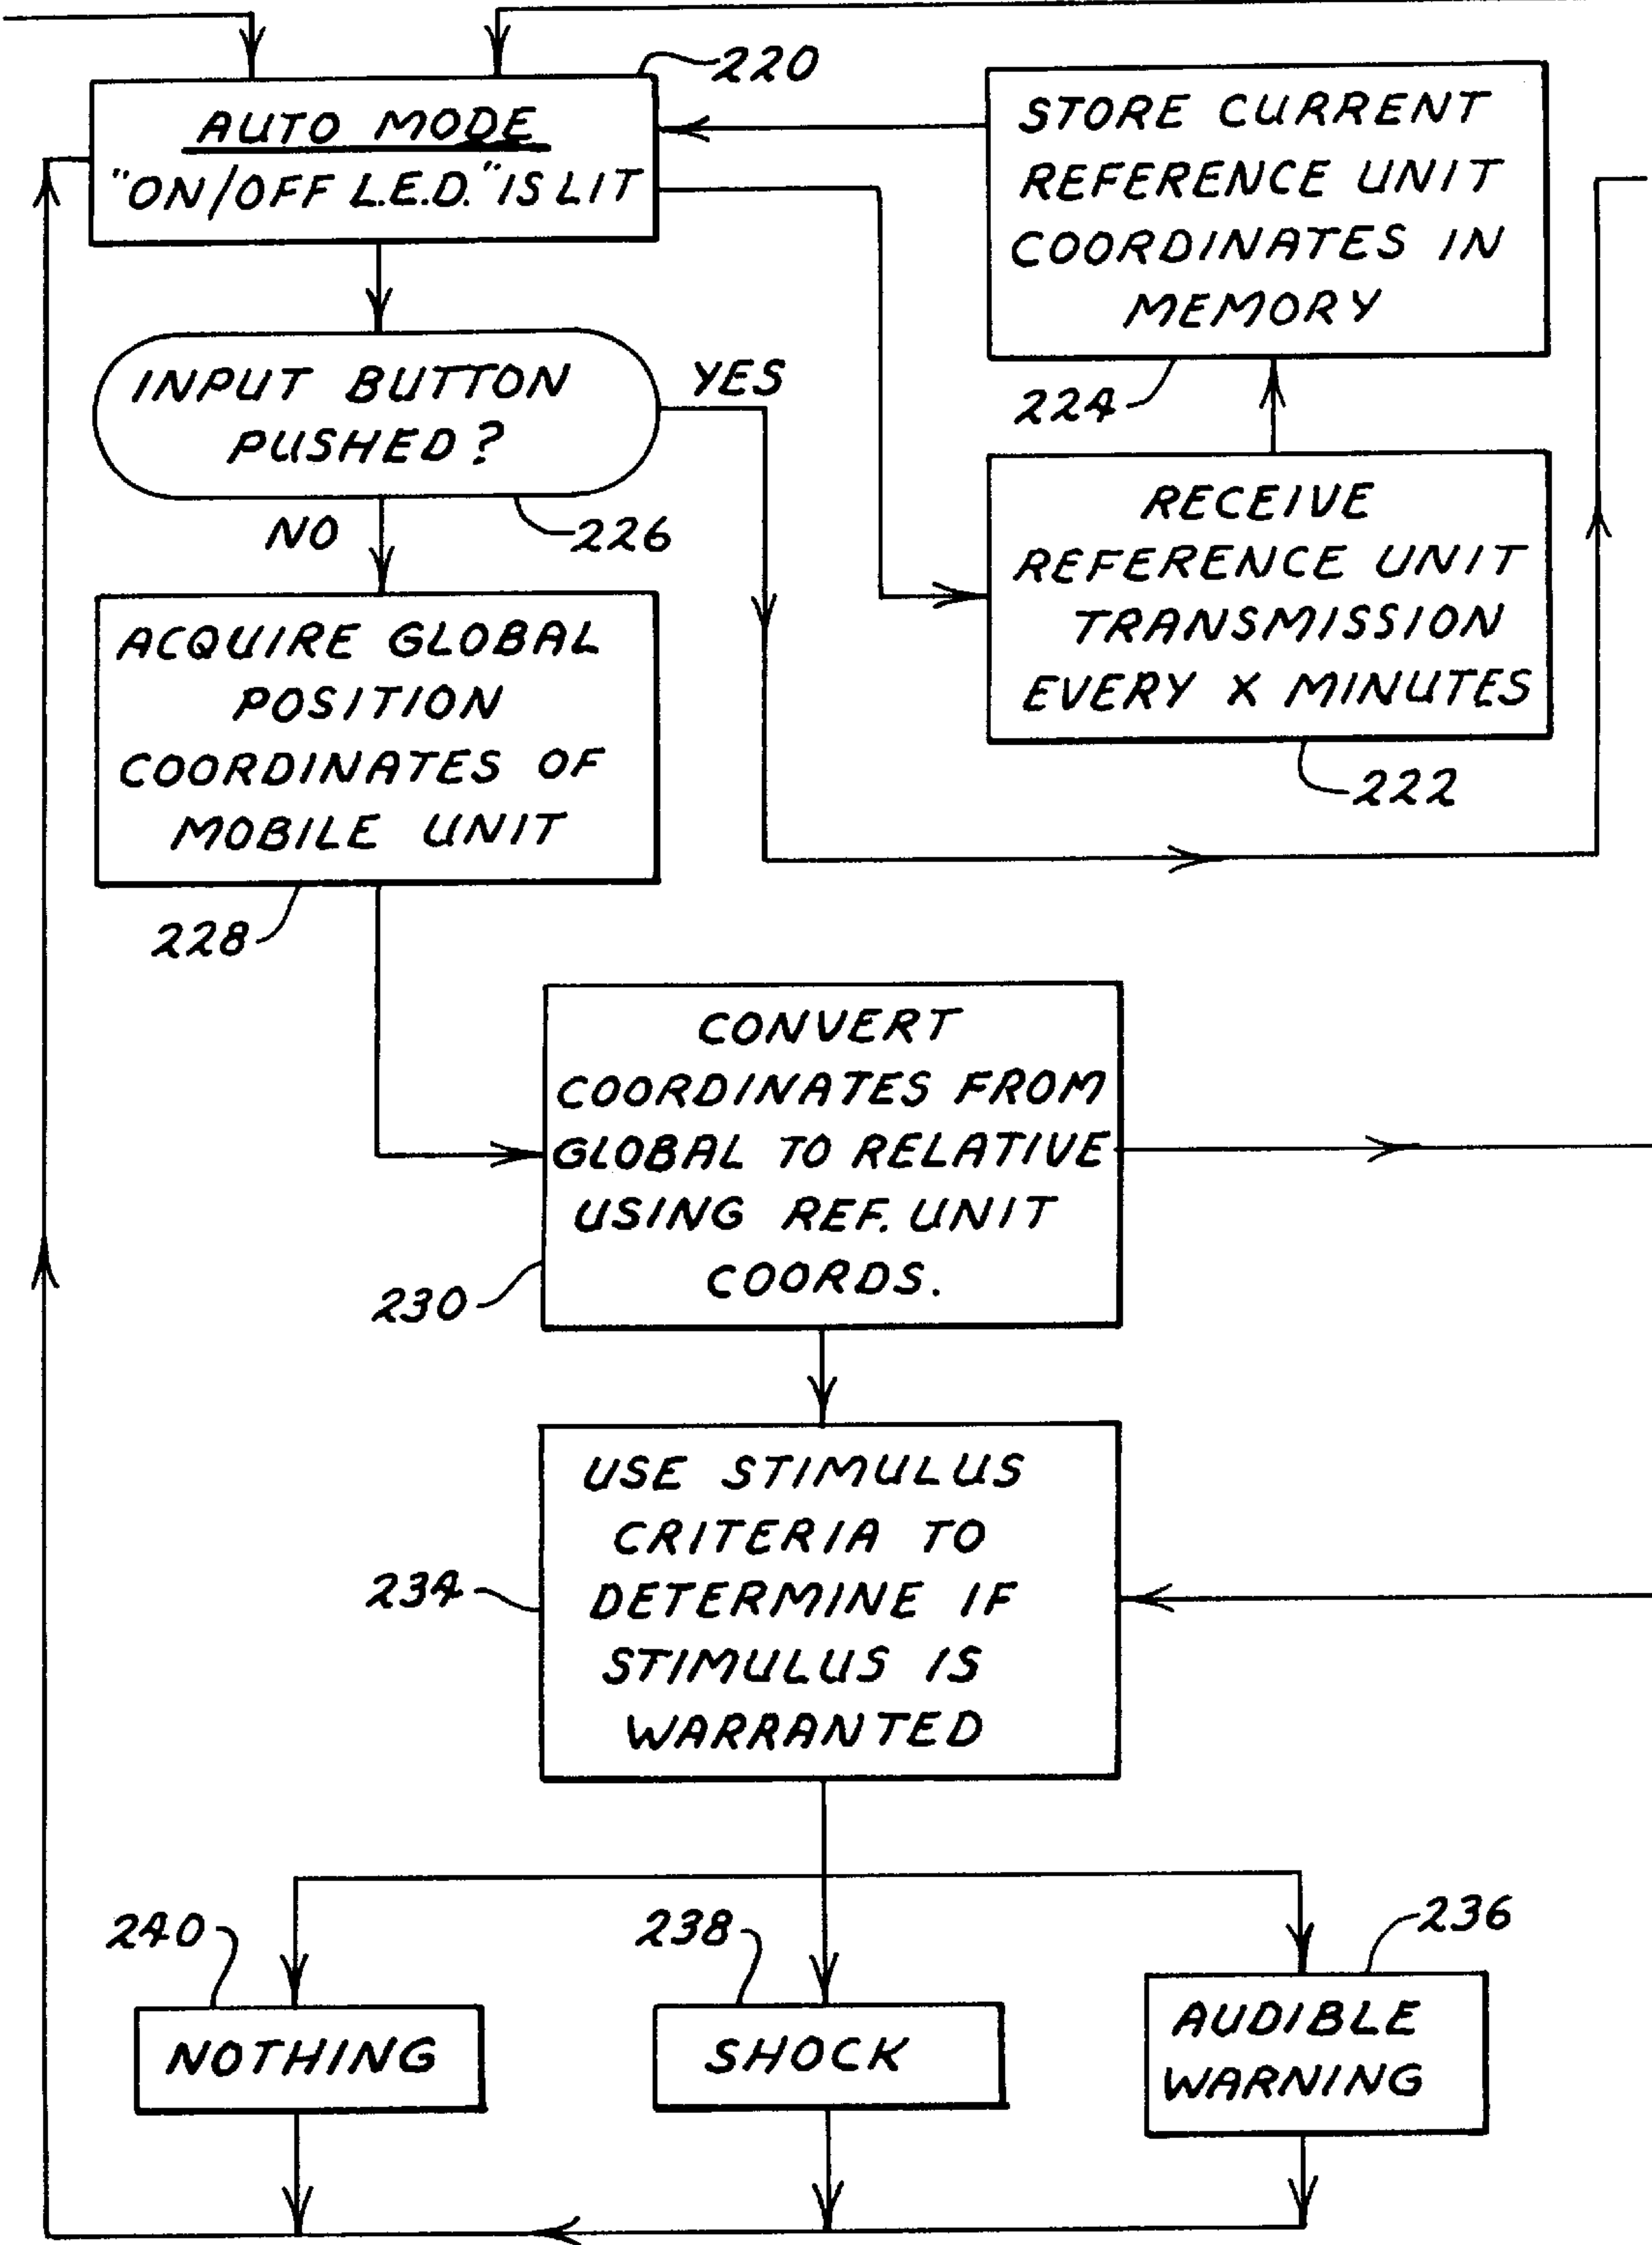 220
AUTO MODE
"ON/OFF L.E.D." IS LIT
STORE CURRENT
REFERENCE UNIT
COORDINATES IN
MEMORY
224
INPUT BUTTON
PUSHED?
YES
NO
226
RECEIVE
REFERENCE UNIT
TRANSMISSION
EVERY X MINUTES
222
ACQUIRE GLOBAL
POSITION
COORDINATES OF
MOBILE UNIT
228
CONVERT
COORDINATES FROM
GLOBAL TO RELATIVE
USING REF. UNIT
COORDS.
230
USE STIMULUS
CRITERIA TO
DETERMINE IF
STIMULUS IS
WARRANTED
234
240
NOTHING
238
SHOCK
236
AUDIBLE
WARNING